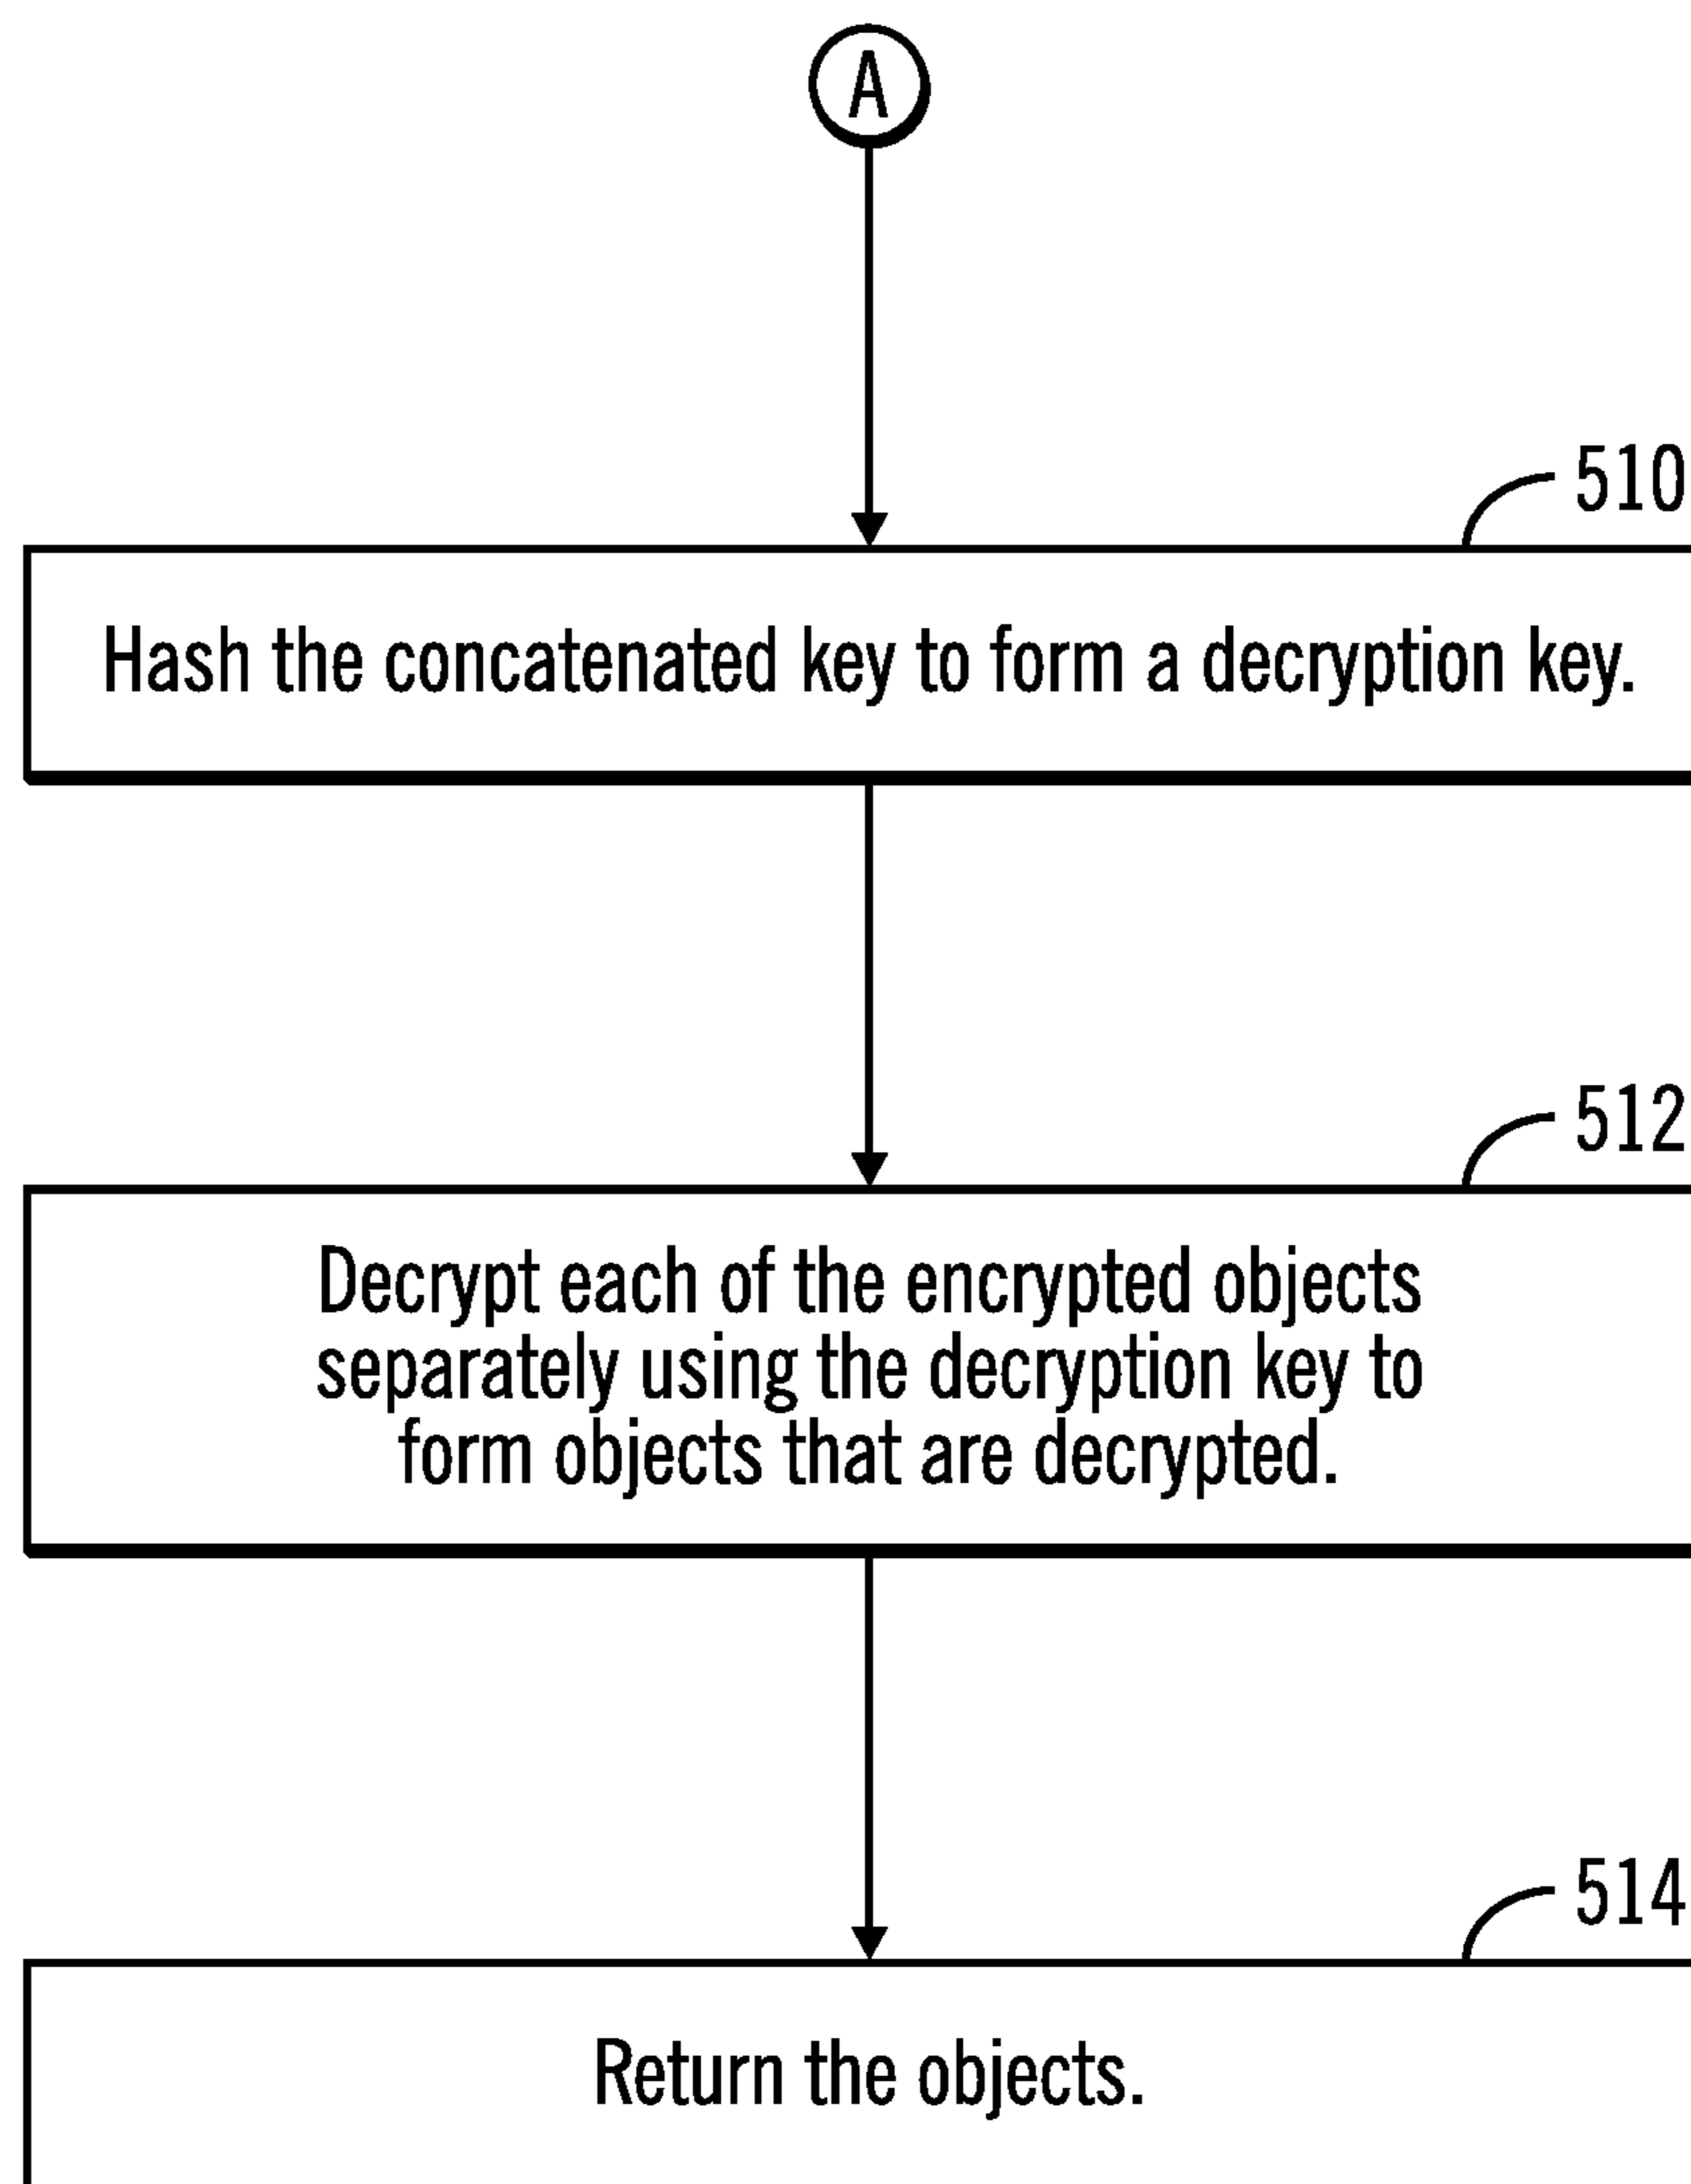 A
510
Hash the concatenated key to form a decryption key.
512
Decrypt each of the encrypted objects
separately using the decryption key to
form objects that are decrypted.
514
Return the objects.